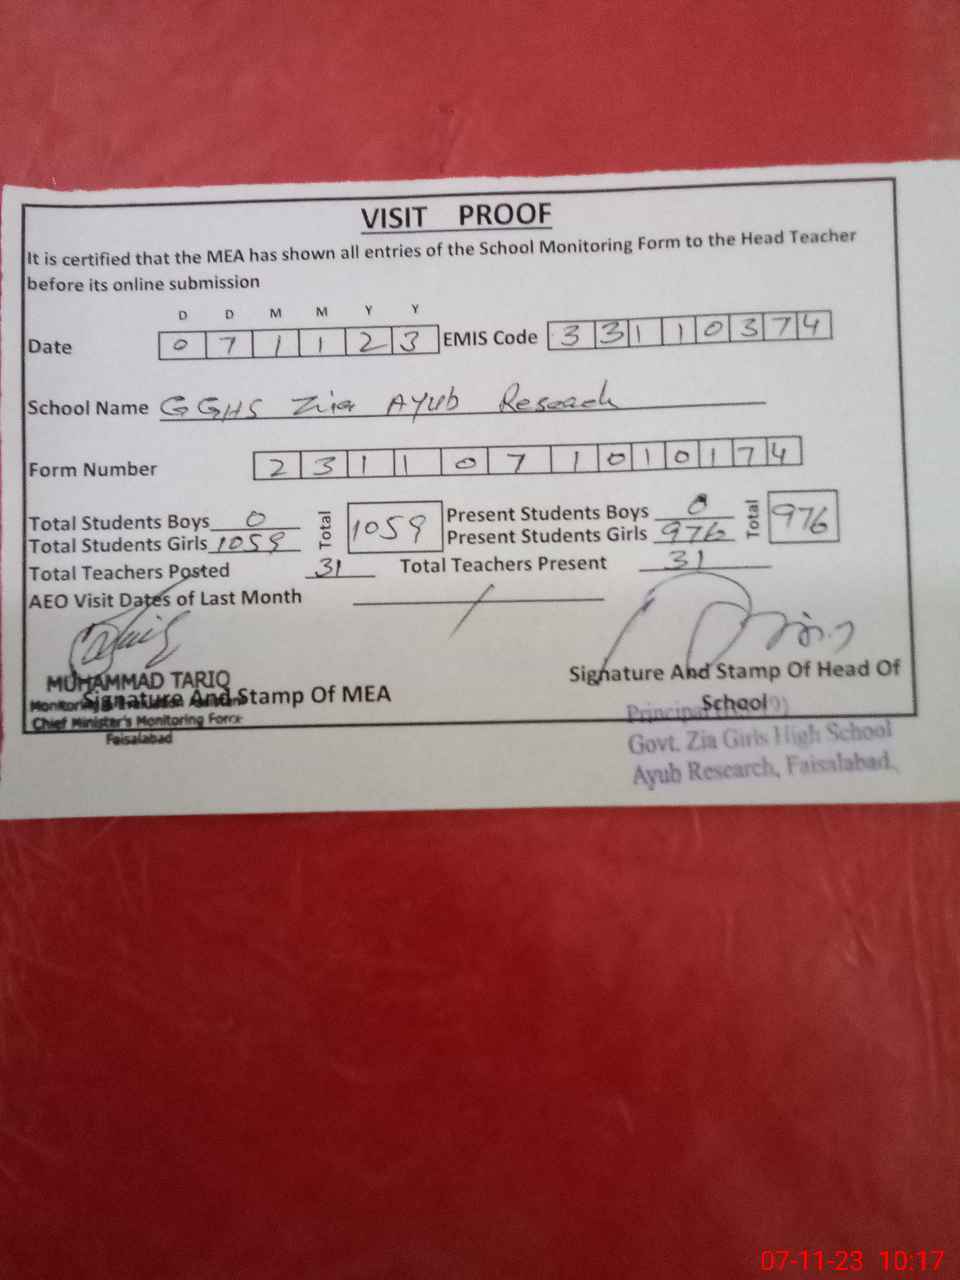 VISIT PROOF
It is certified that the MEA has shown all entries of the School Monitoring Form to the Head Teacher
before its online submission
D D M M Y Y
Date 0 7 1 1 2 3 EMIS Code 3 3 1 1 0 3 7 4
School Name GGHS Zia AYub Reseach
Form Number 2 3 1 1 0 7 1 0 1 0 1 7 4
Total Students Boys 0 Total 1059 Present Students Boys 0 Total 976
Total Students Girls 1059 Present Students Girls 976
Total Teachers Posted 31 Total Teachers Present 31
AEO Visit Dates of Last Month
MUHAMMAD TARIQ
Signature And Stamp Of MEA
Monitoring & Evaluation
Chief Minister's Monitoring Force
Faisalabad
Signature And Stamp Of Head Of
School
Principal
Govt. Zia Girls High School
Ayub Research, Faisalabad.
07-11-23 10:17